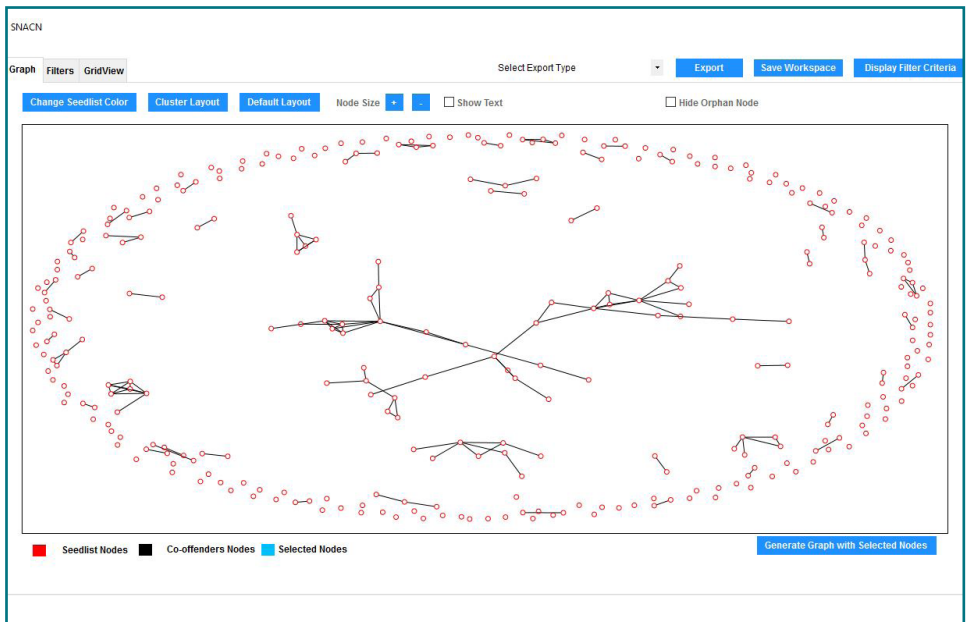 SNACN
Graph Filters GridView Select Export Type Export Save Workspace Display Filter Criteria
Change Seedlist Color Cluster Layout Default Layout Node Size + - Show Text Hide Orphan Node
Seedlist Nodes Co-offenders Nodes Selected Nodes Generate Graph with Selected Nodes